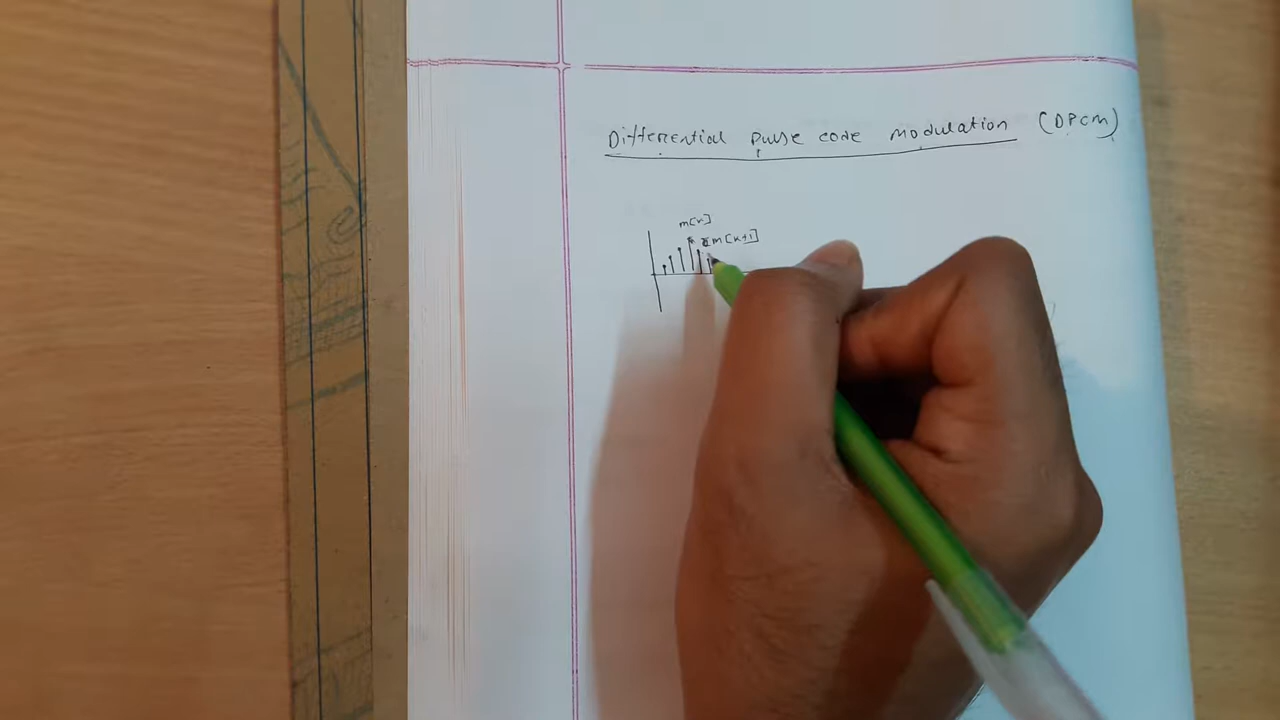 Differential Pulse code modulation (DPCM)
m[k]
m[k+1]